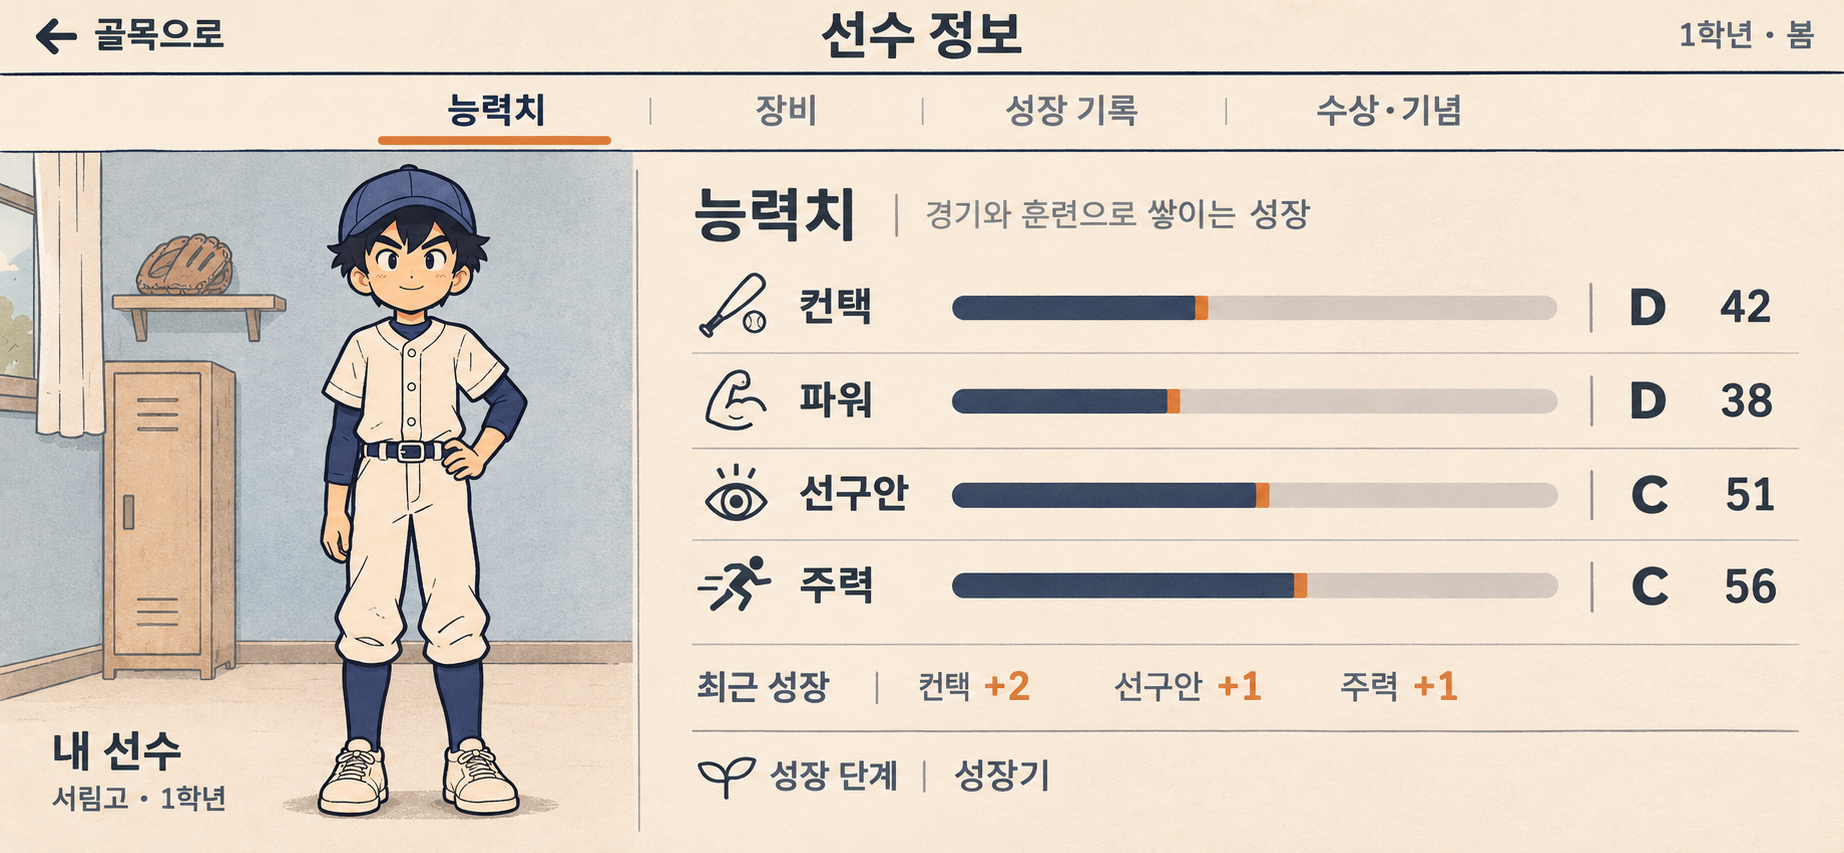 ← 골목으로
선수 정보
1학년 · 봄
능력치 | 장비 | 성장 기록 | 수상·기념
능력치 | 경기와 훈련으로 쌓이는 성장
컨택 | D 42
파워 | D 38
선구안 | C 51
주력 | C 56
최근 성장 | 컨택 +2 선구안 +1 주력 +1
성장 단계 | 성장기
내 선수
서림고 · 1학년